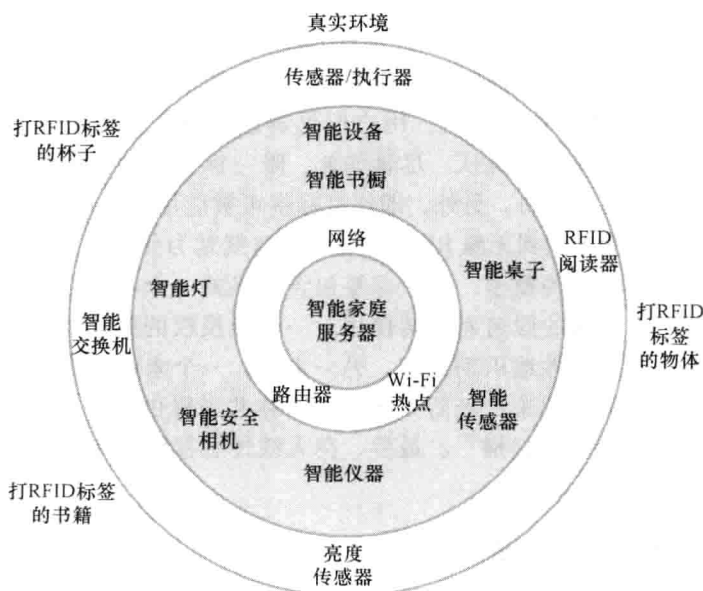 真实环境
传感器/执行器
打RFID标签
的杯子
智能设备
智能书橱
网络
RFID
阅读器
智能桌子
智能灯
智能家庭
服务器
智能
交换机
打RFID
标签
的物体
Wi-Fi
热点
路由器
智能
传感器
智能安全
相机
智能仪器
打RFID标签
的书籍
亮度
传感器